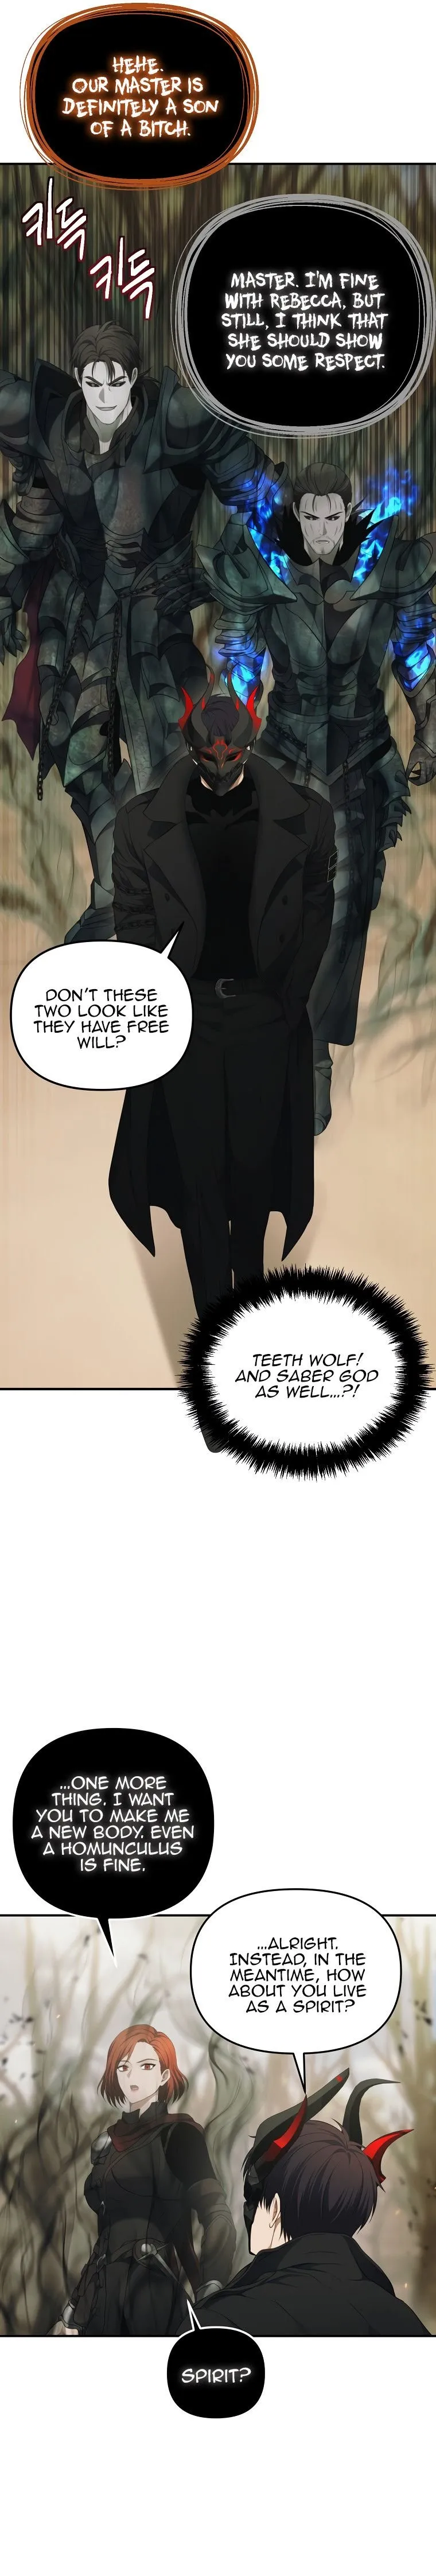 HEHE.
OUR MASTER IS
DEFINITELY A SON
OF A BITCH.
키득
키득
MASTER. I'M FINE
WITH REBECCA, BUT
STILL, I THINK THAT
SHE SHOULD SHOW
YOU SOME RESPECT.
DON'T THESE
TWO LOOK LIKE
THEY HAVE FREE
WILL?
TEETH WOLF!
AND SABER GOD
AS WELL...?!
...ONE MORE
THING. I WANT
YOU TO MAKE ME
A NEW BODY. EVEN
A HOMUNCULUS
IS FINE.
...ALRIGHT.
INSTEAD, IN THE
MEANTIME, HOW
ABOUT YOU LIVE
AS A SPIRIT?
SPIRIT?